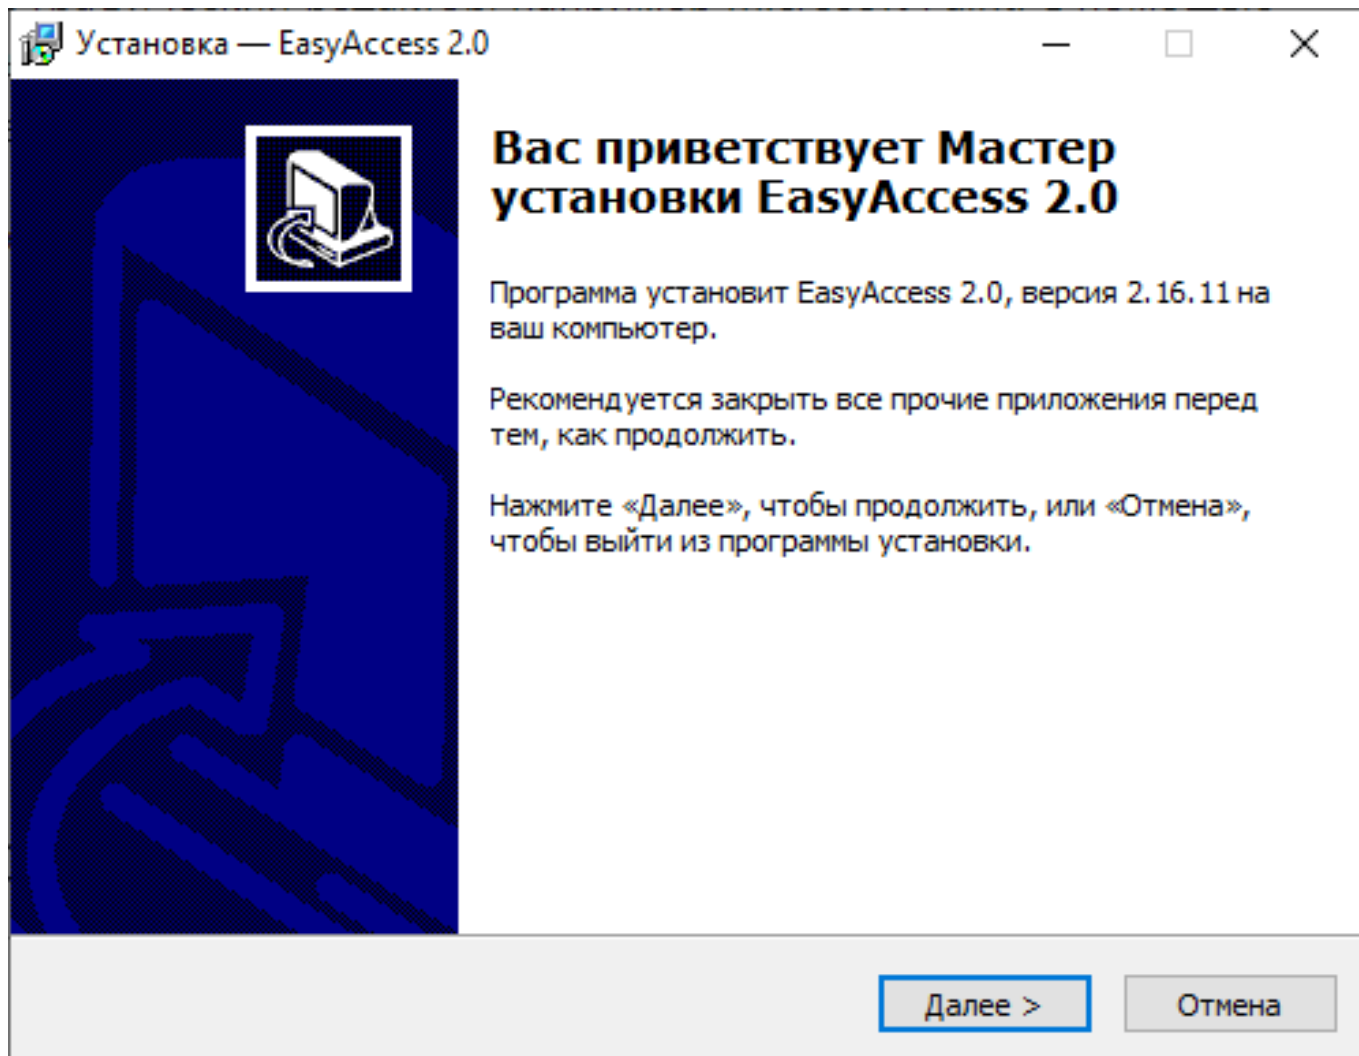 Установка — EasyAccess 2.0
Вас приветствует Мастер
установки EasyAccess 2.0
Программа установит EasyAccess 2.0, версия 2.16.11 на
ваш компьютер.
Рекомендуется закрыть все прочие приложения перед
тем, как продолжить.
Нажмите «Далее», чтобы продолжить, или «Отмена»,
чтобы выйти из программы установки.
Далее >
Отмена